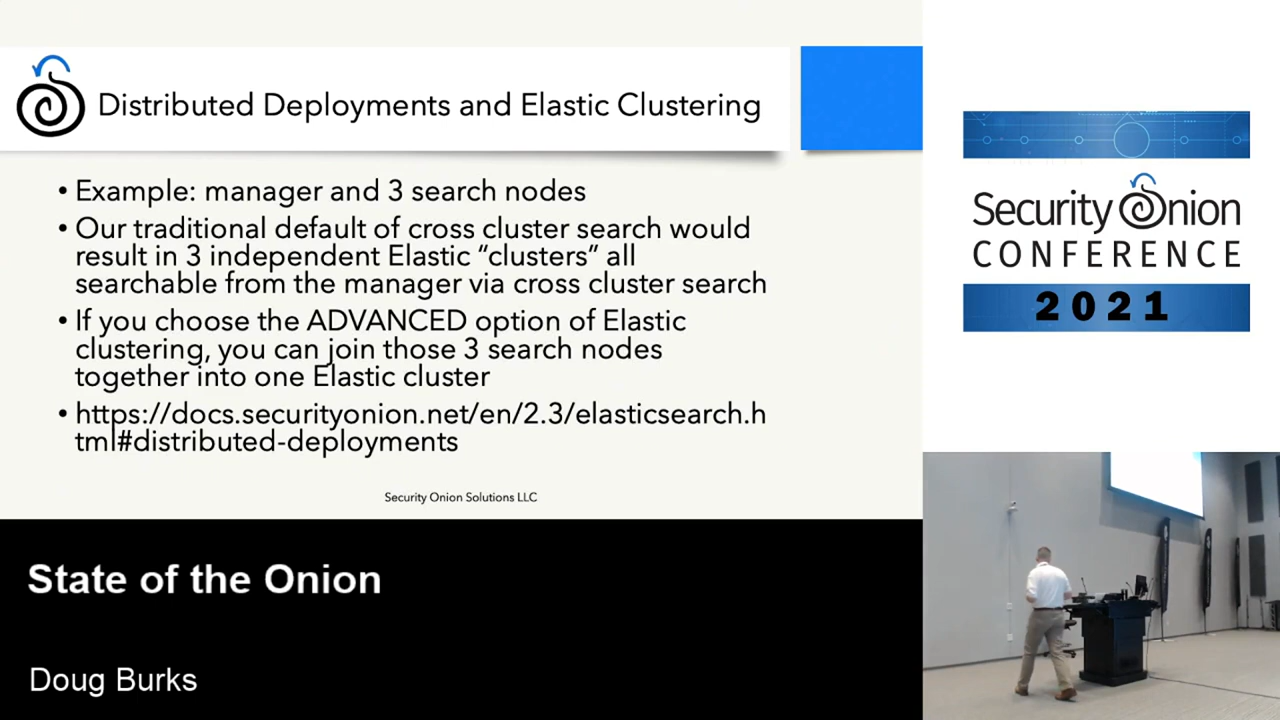 Distributed Deployments and Elastic Clustering
• Example: manager and 3 search nodes
• Our traditional default of cross cluster search would
result in 3 independent Elastic “clusters” all
searchable from the manager via cross cluster search
• If you choose the ADVANCED option of Elastic
clustering, you can join those 3 search nodes
together into one Elastic cluster
• https://docs.securityonion.net/en/2.3/elasticsearch.h
tml#distributed-deployments
Security Onion Solutions LLC
Security Onion
CONFERENCE
2021
State of the Onion
Doug Burks